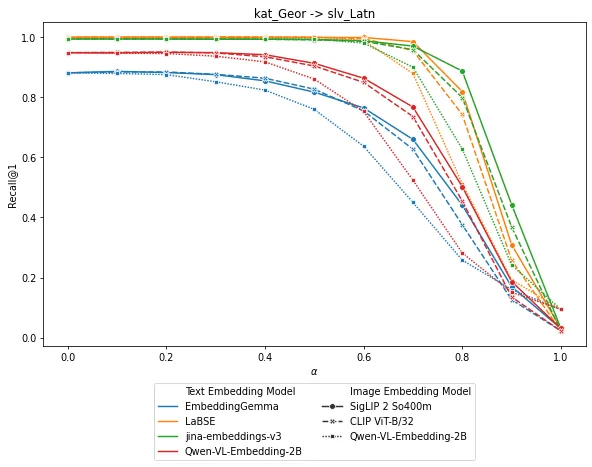 kat_Geor -> slv_Latn
Recall@1
1.0
0.8
0.6
0.4
0.2
0.0
0.0 0.2 0.4 0.6 0.8 1.0
α
Text Embedding Model
EmbeddingGemma
LaBSE
jina-embeddings-v3
Qwen-VL-Embedding-2B
Image Embedding Model
SigLIP 2 So400m
CLIP ViT-B/32
Qwen-VL-Embedding-2B